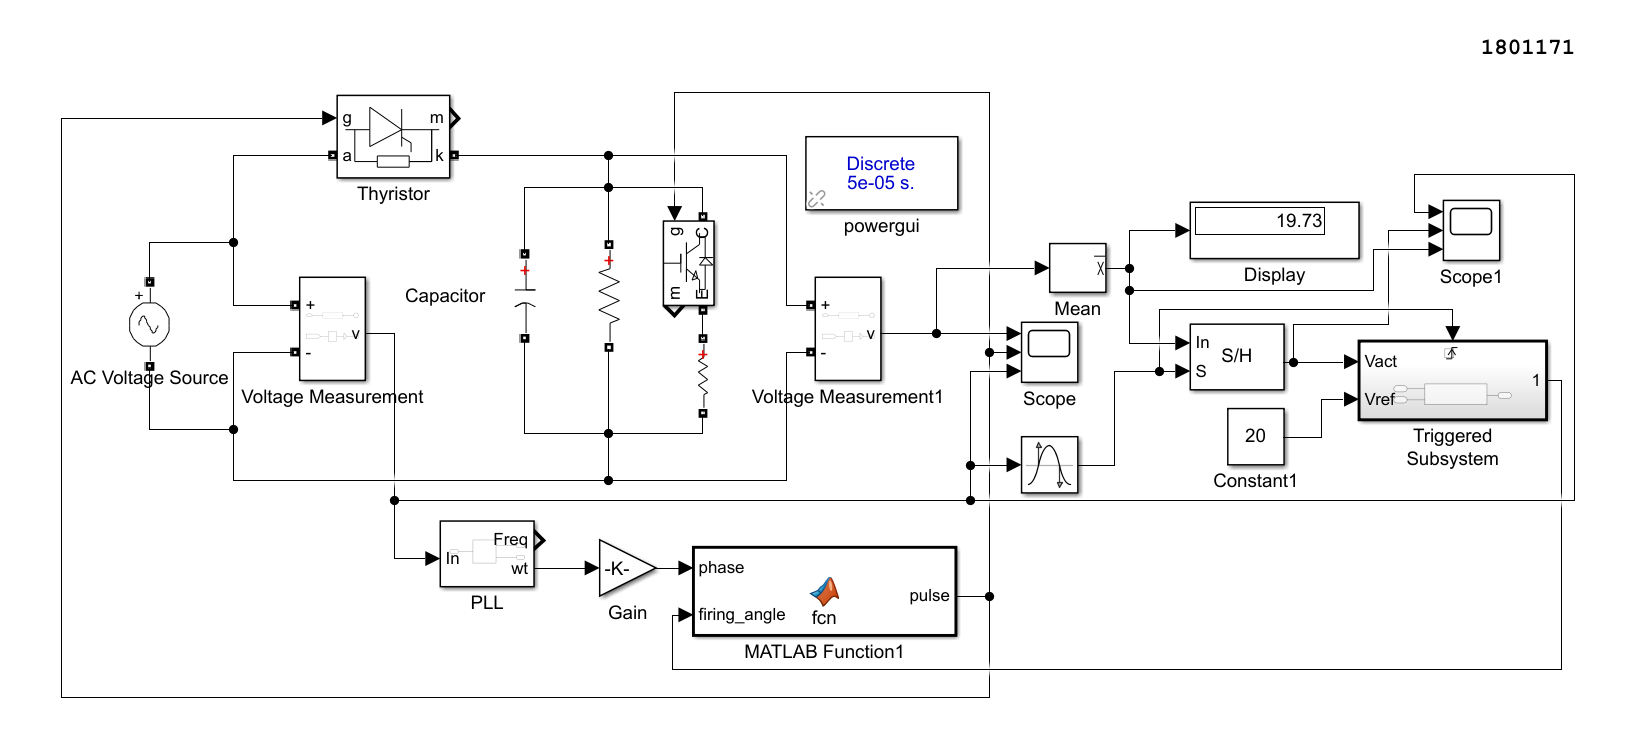 1801171
g
m
a
k
Thyristor
Discrete
5e-05 s.
powergui
19.73
Display
Scope1
g
C
m
E
+
Capacitor
+
+
+
AC Voltage Source
+
-
v
Voltage Measurement
+
-
v
Voltage Measurement1
X
Mean
Scope
In
S
S/H
Vact
Vref
1
Triggered
Subsystem
20
Constant1
Freq
In
wt
PLL
-K-
Gain
phase
firing_angle
pulse
fcn
MATLAB Function1